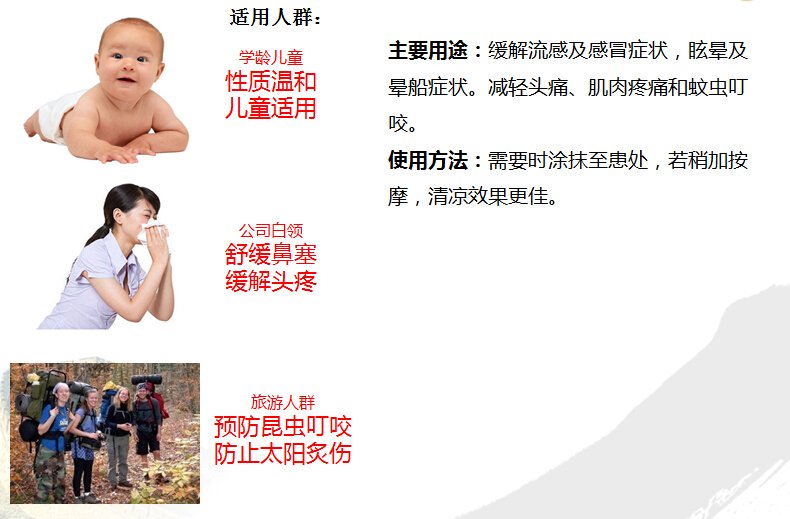 适用人群：
学龄儿童
性质温和
儿童适用
公司白领
舒缓鼻塞
缓解头疼
旅游人群
预防昆虫叮咬
防止太阳炙伤
主要用途：缓解流感及感冒症状，眩晕及
晕船症状。减轻头痛、肌肉疼痛和蚊虫叮
咬。
使用方法：需要时涂抹至患处，若稍加按
摩，清凉效果更佳。